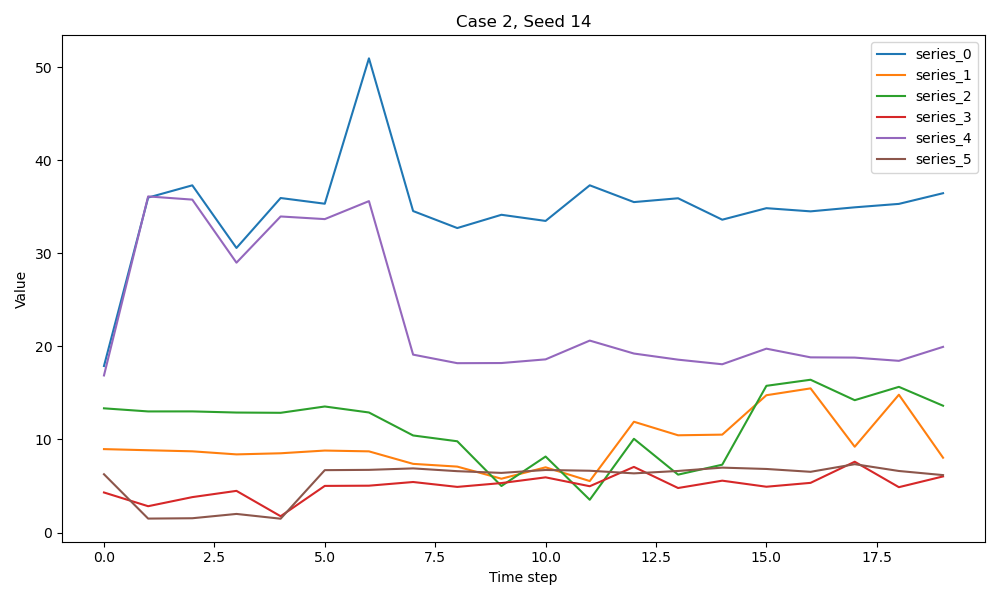 Case 2, Seed 14
Value
50
40
30
20
10
0
series_0
series_1
series_2
series_3
series_4
series_5
0.0 2.5 5.0 7.5 10.0 12.5 15.0 17.5
Time step